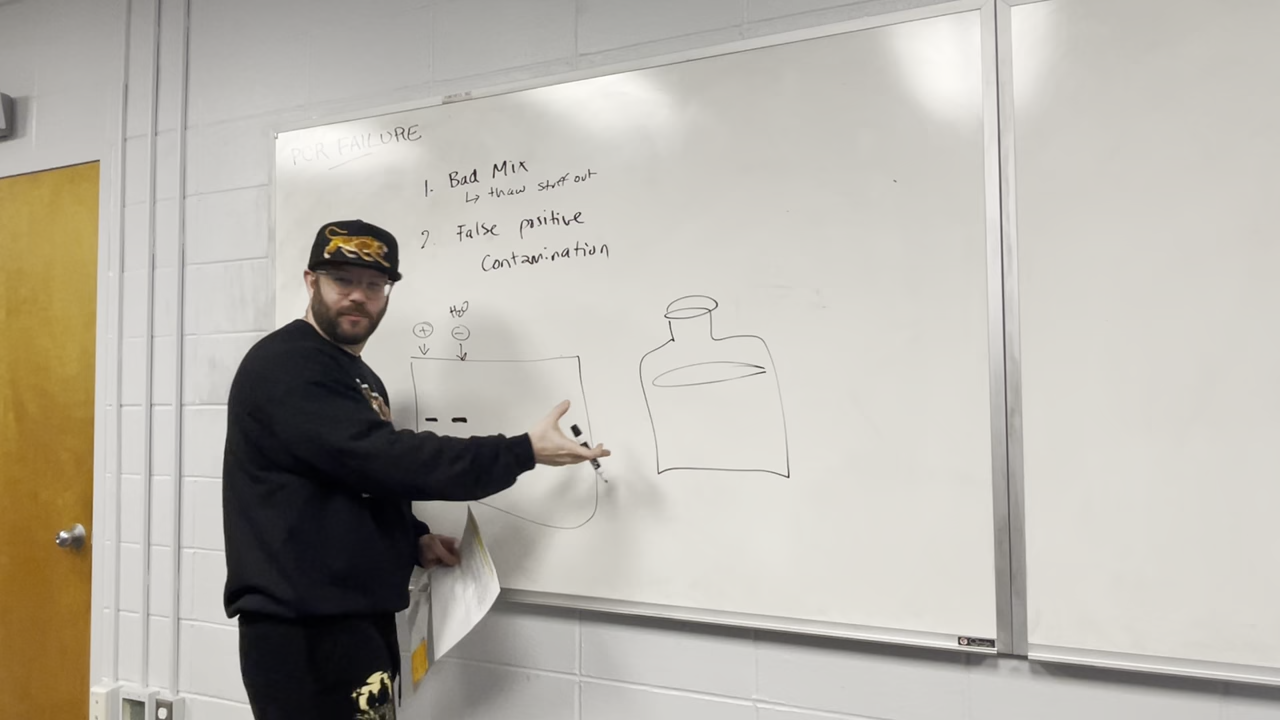 PCR FAILURE
1. Bad Mix
↳ thaw stuff out
2. False positive
Contamination
H2O
+ −